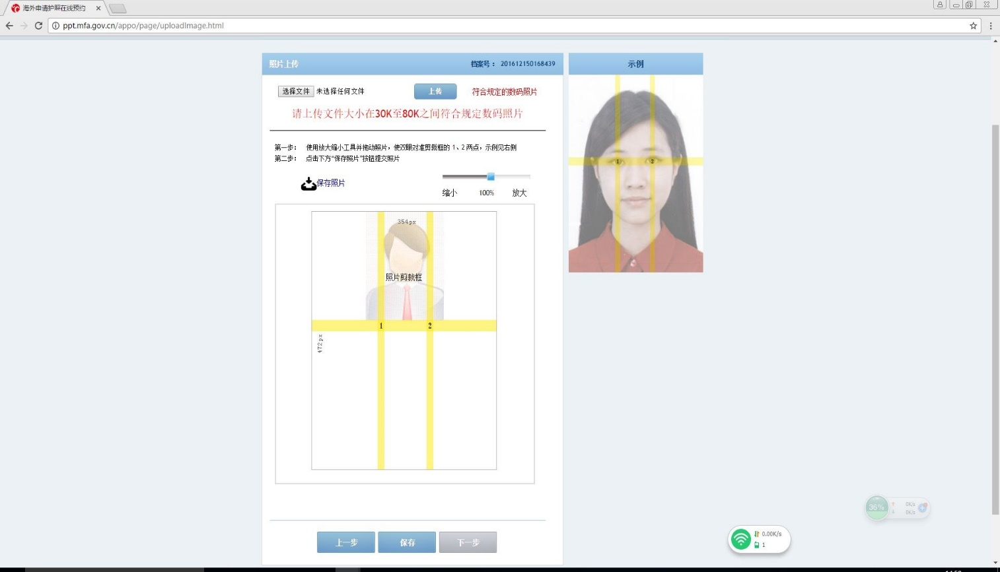 海外申请护照在线预约
ppt.mfa.gov.cn/appo/page/uploadImage.html
照片上传
档案号： 201612150168439
示例
选择文件 未选择任何文件
上传
符合规定的数码照片
请上传文件大小在30K至80K之间符合规定数码照片
第一步： 使用放大缩小工具并拖动照片，使双眼对准剪裁框的 1、2 两点，示例见右侧
第二步： 点击下方“保存照片”按钮提交照片
保存照片
缩小 100% 放大
354px
照片剪裁框
1 2
472px
1 2
36%
0K/s
0K/s
0.00K/s
1
上一步
保存
下一步